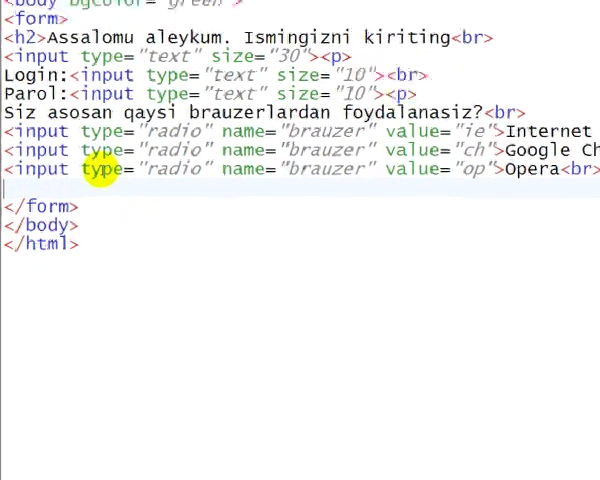 <body bgcolor="green">
<form>
<h2>Assalomu aleykum. Ismingizni kiriting<br>
<input type="text" size="30"><p>
Login:<input type="text" size="10"><br>
Parol:<input type="text" size="10"><p>
Siz asosan qaysi brauzerlardan foydalanasiz?<br>
<input type="radio" name="brauzer" value="ie">Internet
<input type="radio" name="brauzer" value="ch">Google Ch
<input type="radio" name="brauzer" value="op">Opera<br>
</form>
</body>
</html>